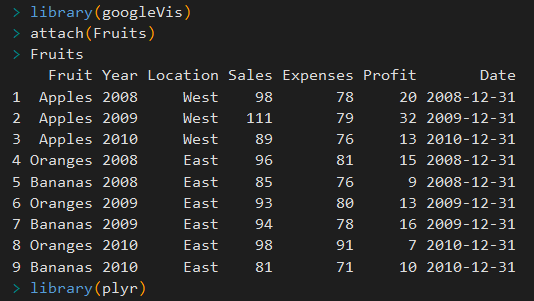 > library(googleVis)
> attach(Fruits)
> Fruits
    Fruit Year Location Sales Expenses Profit       Date
1  Apples 2008     West    98       78     20 2008-12-31
2  Apples 2009     West   111       79     32 2009-12-31
3  Apples 2010     West    89       76     13 2010-12-31
4 Oranges 2008     East    96       81     15 2008-12-31
5 Bananas 2008     East    85       76      9 2008-12-31
6 Oranges 2009     East    93       80     13 2009-12-31
7 Bananas 2009     East    94       78     16 2009-12-31
8 Oranges 2010     East    98       91      7 2010-12-31
9 Bananas 2010     East    81       71     10 2010-12-31
> library(plyr)